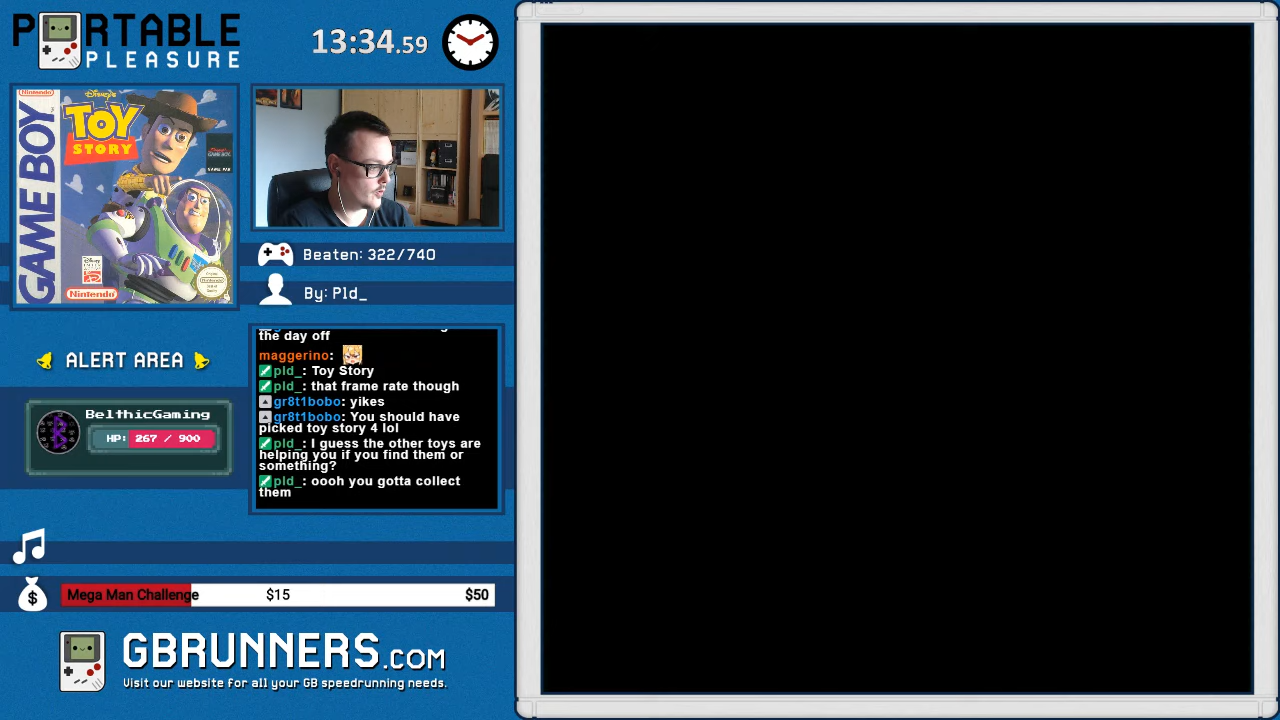 PORTABLE
PLEASURE
13:34.59
Nintendo
GAME BOY
Disney's
TOY
STORY
Nintendo
Beaten: 322/740
By: Pld_
ALERT AREA
BelthicGaming
HP: 267 / 900
the day off
maggerino:
pld_: Toy Story
pld_: that frame rate though
gr8t1bobo: yikes
gr8t1bobo: You should have
picked toy story 4 lol
pld_: I guess the other toys are
helping you if you find them or
something?
pld_: oooh you gotta collect
them
Mega Man Challenge $15 $50
GBRUNNERS.COM
Visit our website for all your GB speedrunning needs.